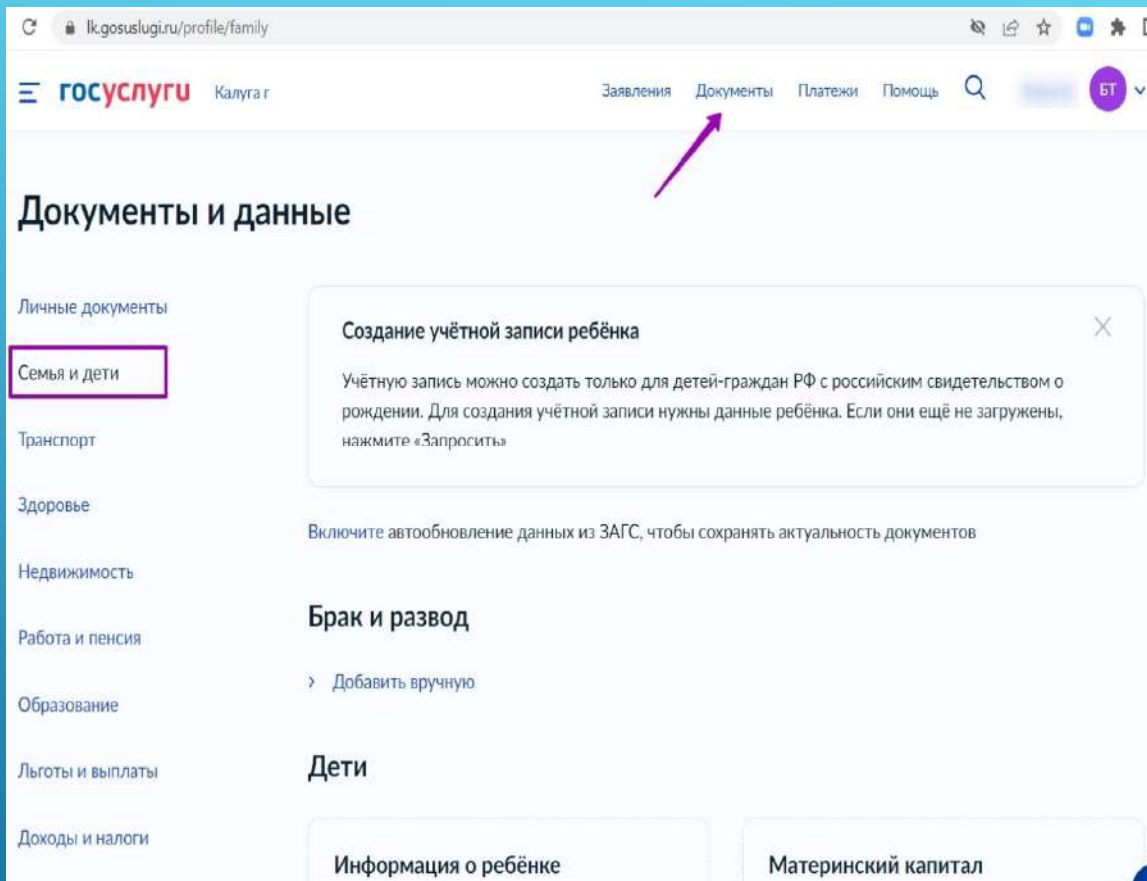 lk.gosuslugi.ru/profile/family
госуслуги Калуга г Заявления Документы Платежи Помощь БТ
Документы и данные
Личные документы
Семья и дети
Транспорт
Здоровье
Недвижимость
Работа и пенсия
Образование
Льготы и выплаты
Доходы и налоги
Создание учётной записи ребёнка
Учётную запись можно создать только для детей-граждан РФ с российским свидетельством о
рождении. Для создания учётной записи нужны данные ребёнка. Если они ещё не загружены,
нажмите «Запросить»
Включите автообновление данных из ЗАГС, чтобы сохранять актуальность документов
Брак и развод
Добавить вручную
Дети
Информация о ребёнке
Материнский капитал